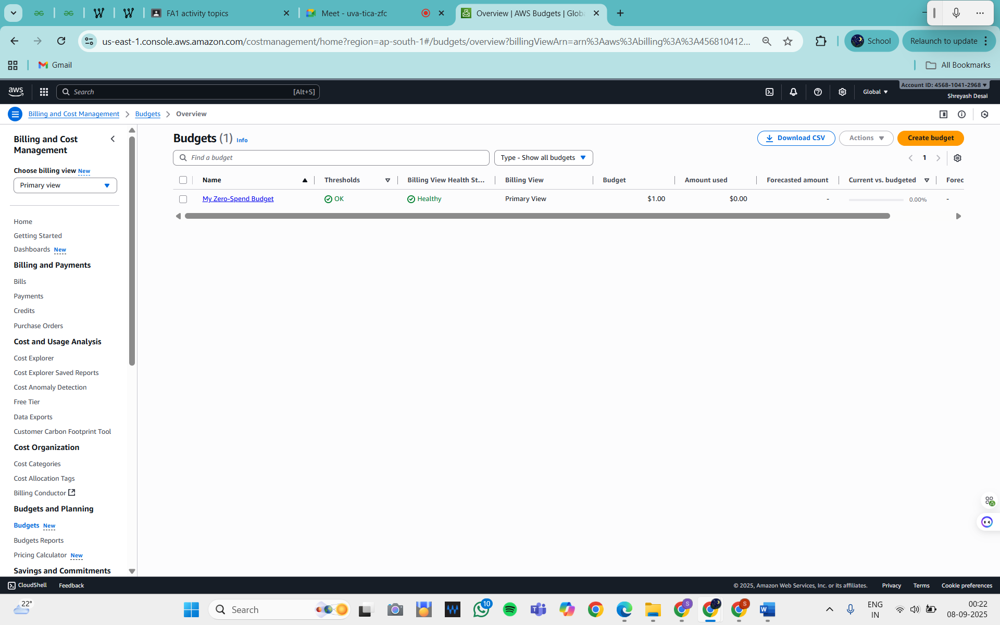 FA1 activity topics
Meet - uva-tica-zfc
Overview | AWS Budgets | Globa
us-east-1.console.aws.amazon.com/costmanagement/home?region=ap-south-1#/budgets/overview?billingViewArn=arn%3Aaws%3Abilling%3A%3A456810412...
School
Relaunch to update
Gmail
All Bookmarks
aws
Search
[Alt+S]
Global
Account ID: 4568-1041-2968
Shreyash Desai
Billing and Cost Management
Budgets
Overview
Billing and Cost
Management
Choose billing view New
Primary view
Home
Getting Started
Dashboards New
Billing and Payments
Bills
Payments
Credits
Purchase Orders
Cost and Usage Analysis
Cost Explorer
Cost Explorer Saved Reports
Cost Anomaly Detection
Free Tier
Data Exports
Customer Carbon Footprint Tool
Cost Organization
Cost Categories
Cost Allocation Tags
Billing Conductor
Budgets and Planning
Budgets New
Budgets Reports
Pricing Calculator New
Savings and Commitments
Budgets (1) Info
Download CSV
Actions
Create budget
Find a budget
Type - Show all budgets
1
Name Thresholds Billing View Health St... Billing View Budget Amount used Forecasted amount Current vs. budgeted Forec
My Zero-Spend Budget OK Healthy Primary View $1.00 $0.00 - 0.00% -
CloudShell
Feedback
© 2025, Amazon Web Services, Inc. or its affiliates.
Privacy
Terms
Cookie preferences
22°
Search
10
S
S
ENG
IN
00:22
08-09-2025